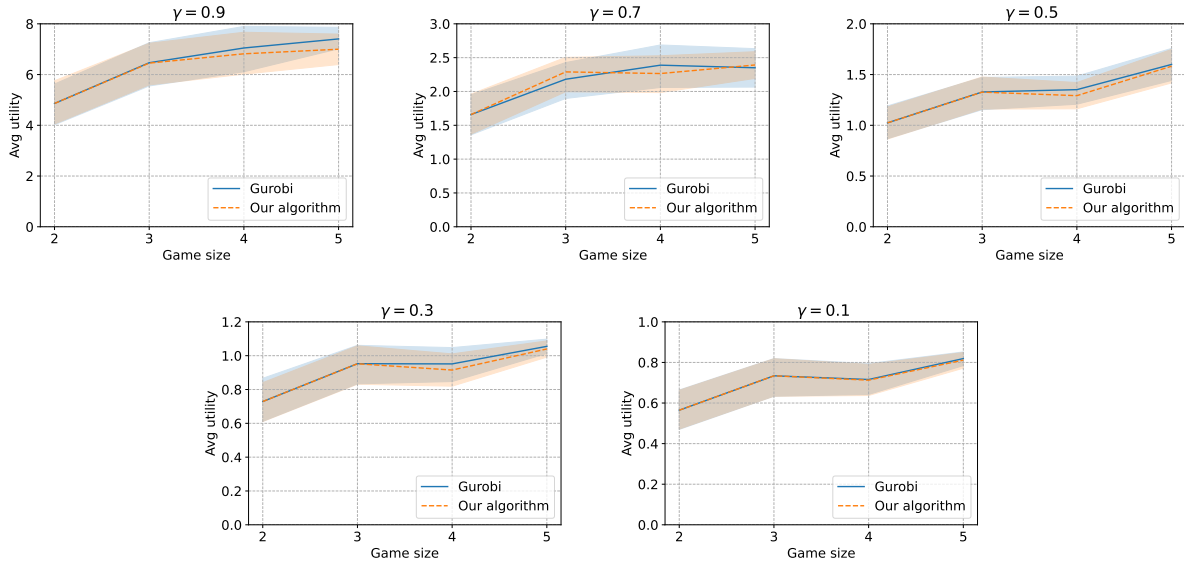 γ = 0.9
8
6
4
2
0
Avg utility
2 3 4 5
Game size
Gurobi
Our algorithm
γ = 0.7
3.0
2.5
2.0
1.5
1.0
0.5
0.0
Avg utility
2 3 4 5
Game size
Gurobi
Our algorithm
γ = 0.5
2.0
1.5
1.0
0.5
0.0
Avg utility
2 3 4 5
Game size
Gurobi
Our algorithm
γ = 0.3
1.2
1.0
0.8
0.6
0.4
0.2
0.0
Avg utility
2 3 4 5
Game size
Gurobi
Our algorithm
γ = 0.1
1.0
0.8
0.6
0.4
0.2
0.0
Avg utility
2 3 4 5
Game size
Gurobi
Our algorithm